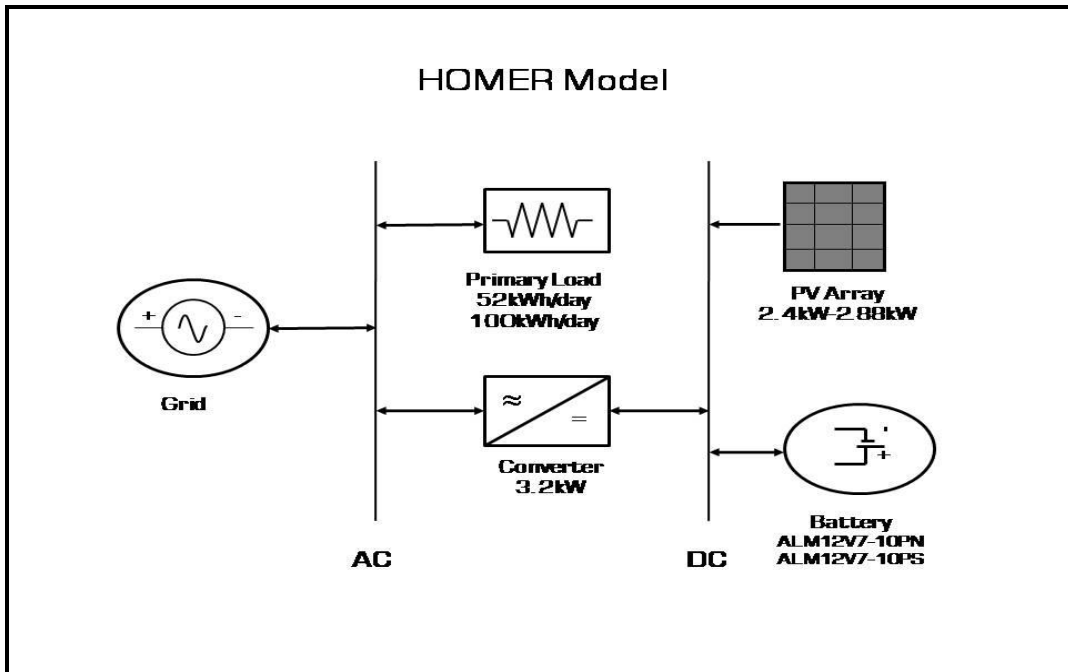 HOMER Model
Primary Load
52kWh/day
100kWh/day
PV Array
2.4kW-2.88kW
+ -
Grid
≈
=
Converter
3.2kW
+
Battery
ALM12V7-10PN
ALM12V7-10PS
AC
DC